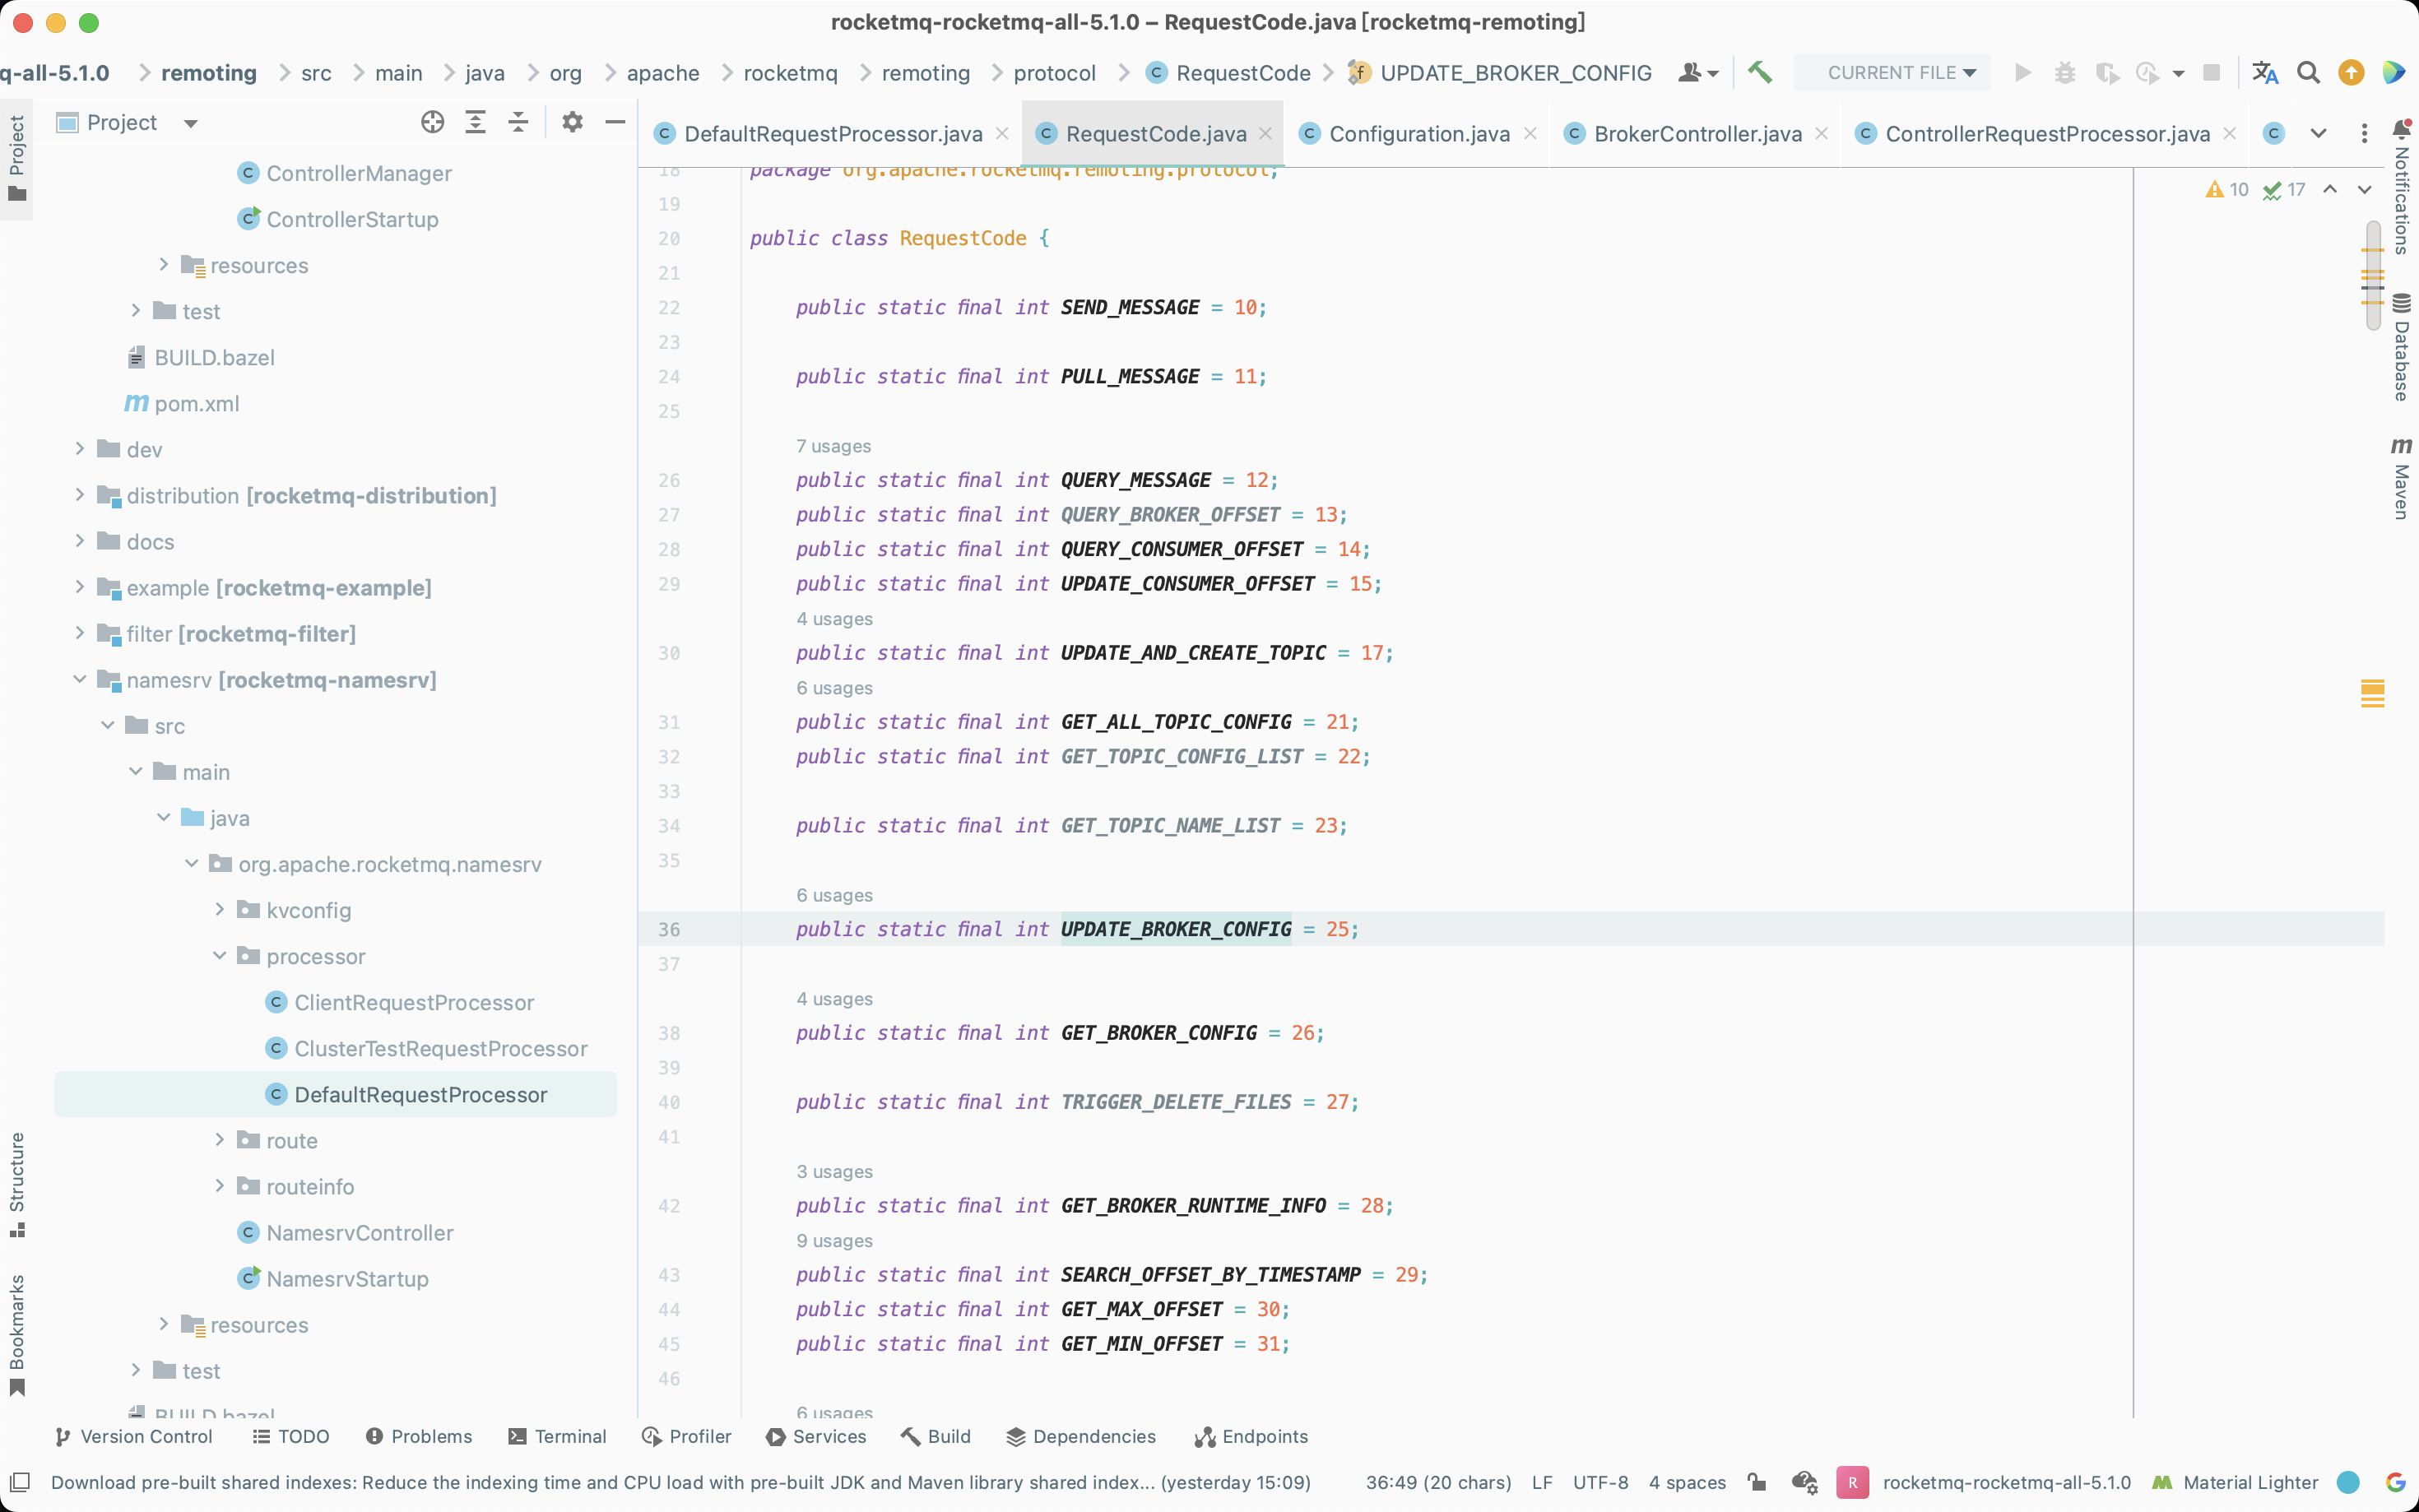 rocketmq-rocketmq-all-5.1.0 – RequestCode.java [rocketmq-remoting]
q-all-5.1.0 remoting src main java org apache rocketmq remoting protocol RequestCode UPDATE_BROKER_CONFIG CURRENT FILE
Project
DefaultRequestProcessor.java RequestCode.java Configuration.java BrokerController.java ControllerRequestProcessor.java
Project
Structure
Bookmarks
ControllerManager
ControllerStartup
resources
test
BUILD.bazel
pom.xml
dev
distribution [rocketmq-distribution]
docs
example [rocketmq-example]
filter [rocketmq-filter]
namesrv [rocketmq-namesrv]
src
main
java
org.apache.rocketmq.namesrv
kvconfig
processor
ClientRequestProcessor
ClusterTestRequestProcessor
DefaultRequestProcessor
route
routeinfo
NamesrvController
NamesrvStartup
resources
test
BUILD.bazel
18 package org.apache.rocketmq.remoting.protocol;
19
20 public class RequestCode {
21
22 public static final int SEND_MESSAGE = 10;
23
24 public static final int PULL_MESSAGE = 11;
25
7 usages
26 public static final int QUERY_MESSAGE = 12;
27 public static final int QUERY_BROKER_OFFSET = 13;
28 public static final int QUERY_CONSUMER_OFFSET = 14;
29 public static final int UPDATE_CONSUMER_OFFSET = 15;
4 usages
30 public static final int UPDATE_AND_CREATE_TOPIC = 17;
6 usages
31 public static final int GET_ALL_TOPIC_CONFIG = 21;
32 public static final int GET_TOPIC_CONFIG_LIST = 22;
33
34 public static final int GET_TOPIC_NAME_LIST = 23;
35
6 usages
36 public static final int UPDATE_BROKER_CONFIG = 25;
37
4 usages
38 public static final int GET_BROKER_CONFIG = 26;
39
40 public static final int TRIGGER_DELETE_FILES = 27;
41
3 usages
42 public static final int GET_BROKER_RUNTIME_INFO = 28;
9 usages
43 public static final int SEARCH_OFFSET_BY_TIMESTAMP = 29;
44 public static final int GET_MAX_OFFSET = 30;
45 public static final int GET_MIN_OFFSET = 31;
46
6 usages
10 17
Notifications
Database
m Maven
Version Control TODO Problems Terminal Profiler Services Build Dependencies Endpoints
Download pre-built shared indexes: Reduce the indexing time and CPU load with pre-built JDK and Maven library shared index... (yesterday 15:09) 36:49 (20 chars) LF UTF-8 4 spaces R rocketmq-rocketmq-all-5.1.0 Material Lighter